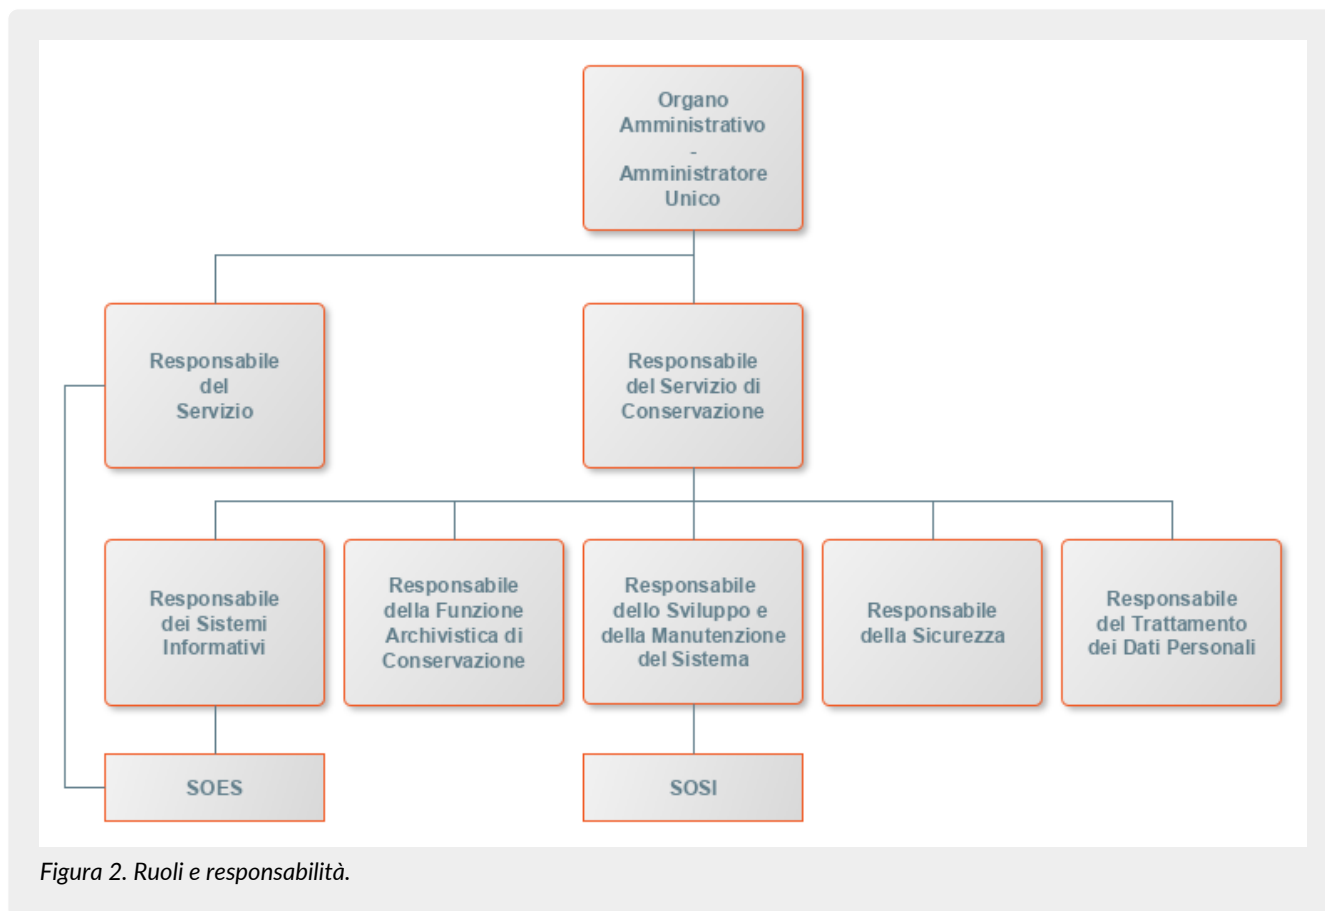 Organo
Amministrativo
-
Amministratore
Unico
Responsabile
del
Servizio
Responsabile
del Servizio di
Conservazione
Responsabile
dei Sistemi
Informativi
Responsabile
della Funzione
Archivistica di
Conservazione
Responsabile
dello Sviluppo e
della Manutenzione
del Sistema
Responsabile
della Sicurezza
Responsabile
del Trattamento
dei Dati Personali
SOES
SOSI
Figura 2. Ruoli e responsabilità.